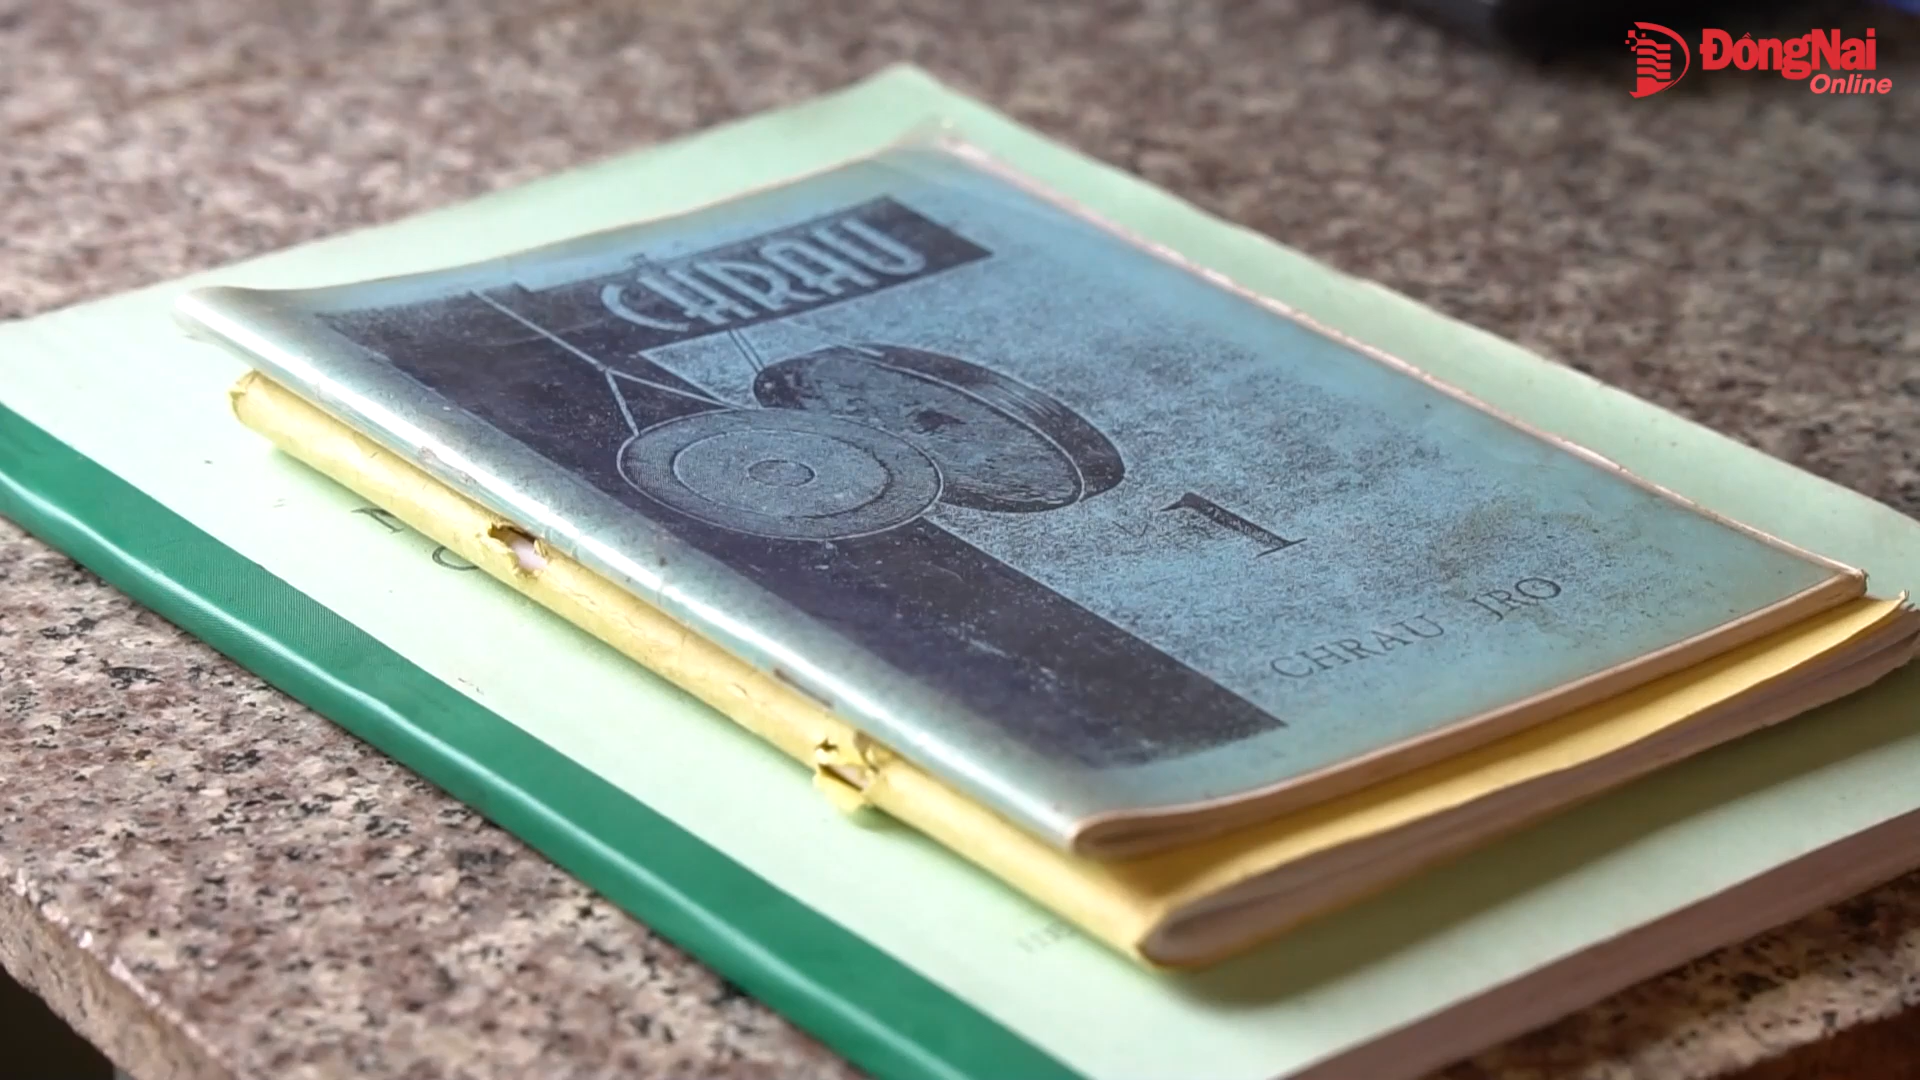 ĐồngNai
Online
CHRAU
1
CHRAU JRO